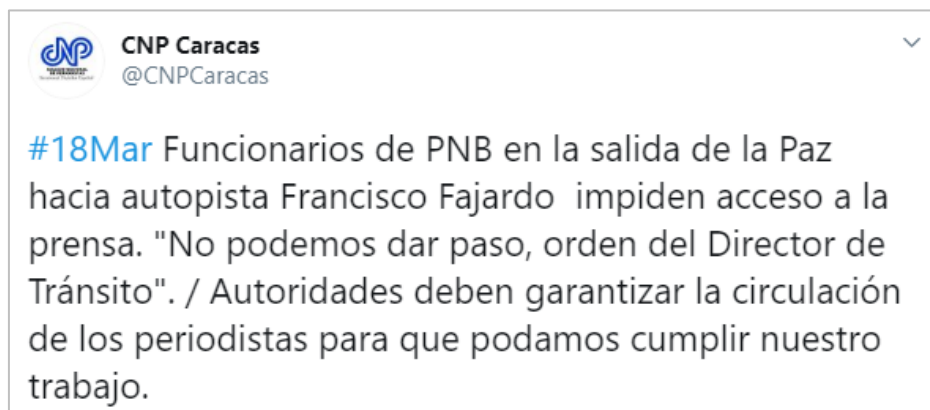 CNP
CNP Caracas
@CNPCaracas
#18Mar Funcionarios de PNB en la salida de la Paz
hacia autopista Francisco Fajardo  impiden acceso a la
prensa. "No podemos dar paso, orden del Director de
Tránsito". / Autoridades deben garantizar la circulación
de los periodistas para que podamos cumplir nuestro
trabajo.